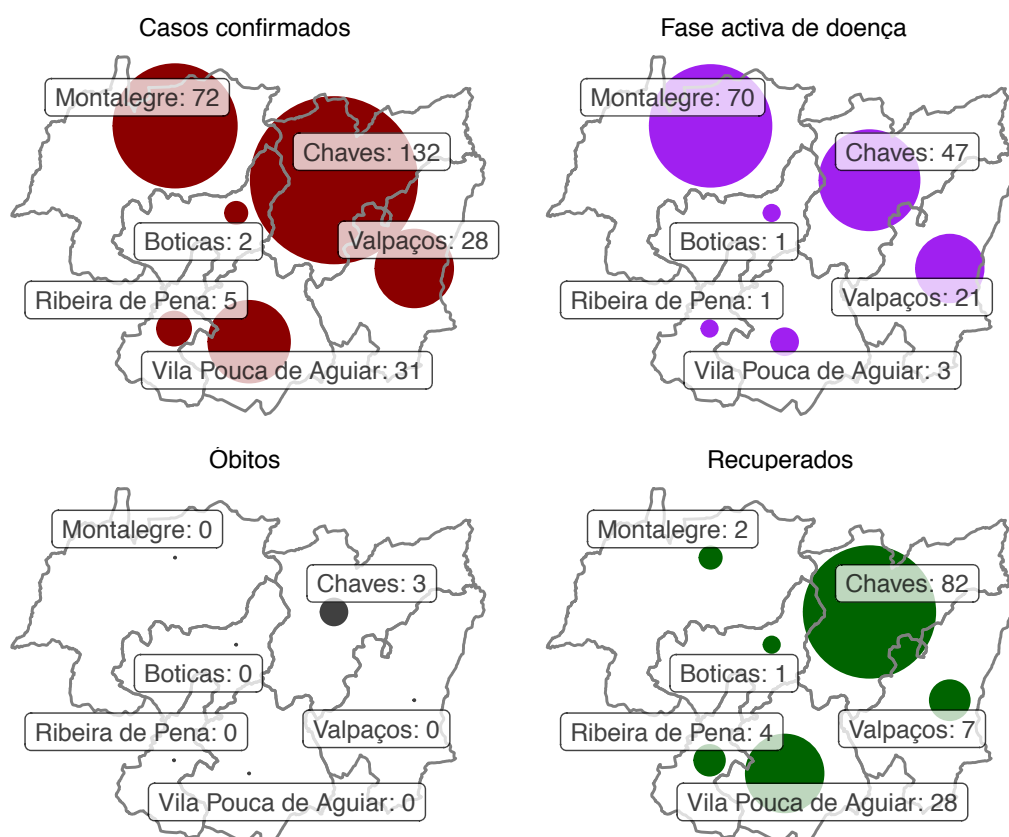 Casos confirmados
Montalegre: 72
Chaves: 132
Boticas: 2
Valpaços: 28
Ribeira de Pena: 5
Vila Pouca de Aguiar: 31
Fase activa de doença
Montalegre: 70
Chaves: 47
Boticas: 1
Valpaços: 21
Ribeira de Pena: 1
Vila Pouca de Aguiar: 3
Óbitos
Montalegre: 0
Chaves: 3
Boticas: 0
Valpaços: 0
Ribeira de Pena: 0
Vila Pouca de Aguiar: 0
Recuperados
Montalegre: 2
Chaves: 82
Boticas: 1
Valpaços: 7
Ribeira de Pena: 4
Vila Pouca de Aguiar: 28